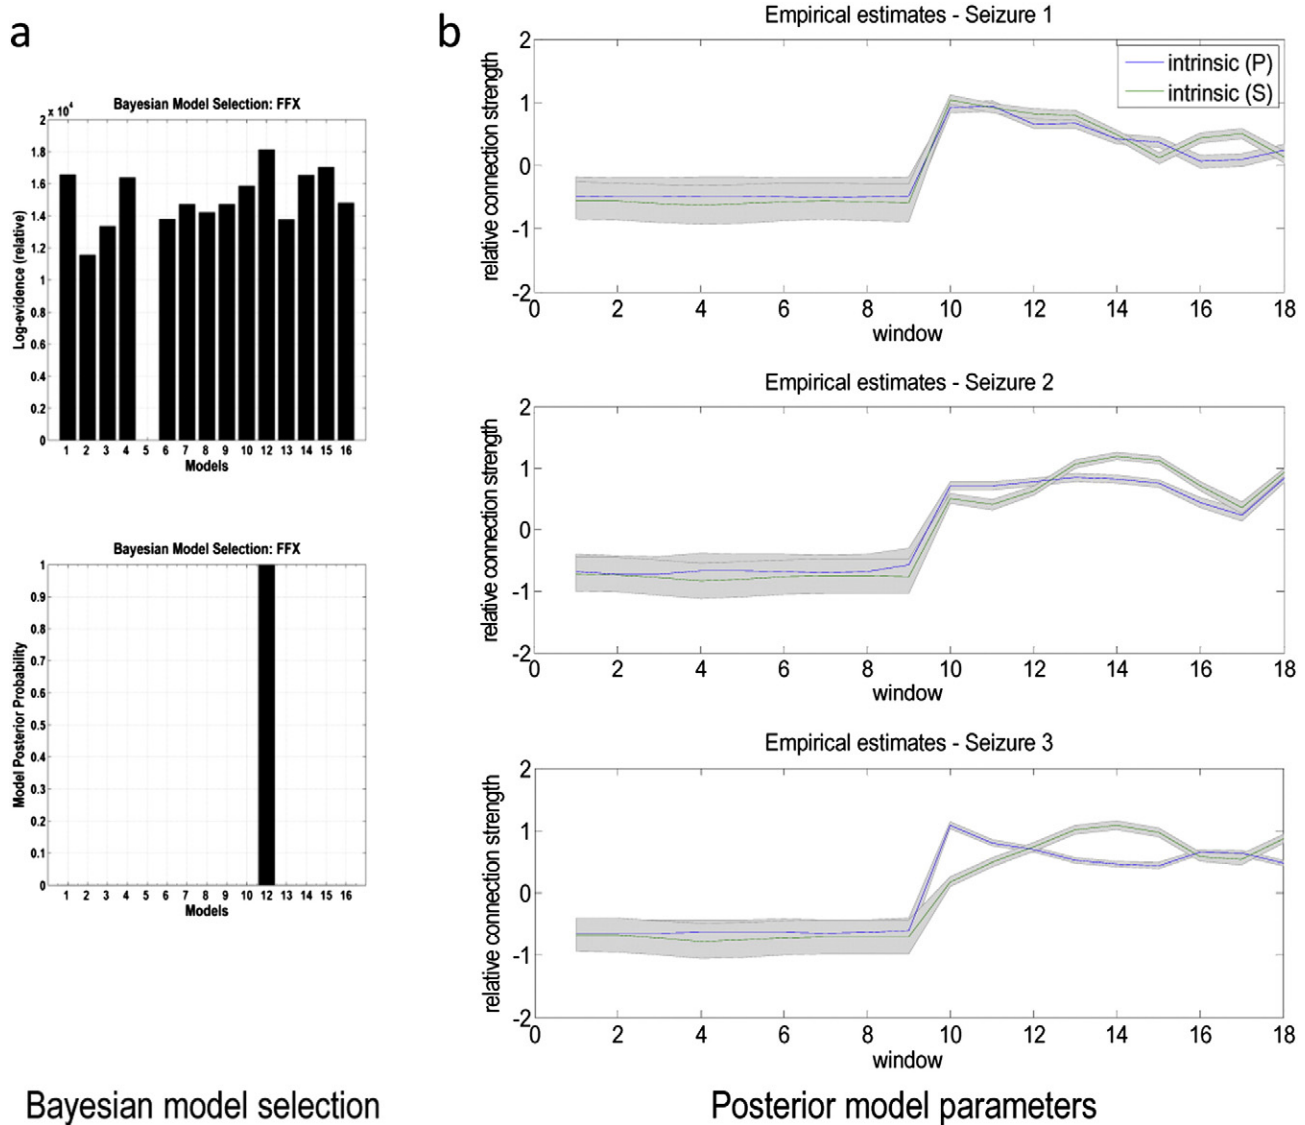 a
Bayesian Model Selection: FFX
x 10^4
2
1.8
1.6
1.4
1.2
1
0.8
0.6
0.4
0.2
0
Log-evidence (relative)
1 2 3 4 5 6 7 8 9 10 12 13 14 15 16
Models
Bayesian Model Selection: FFX
1
0.9
0.8
0.7
0.6
0.5
0.4
0.3
0.2
0.1
0
Model Posterior Probability
1 2 3 4 5 6 7 8 9 10 12 13 14 15 16
Models
Bayesian model selection
b
Empirical estimates - Seizure 1
intrinsic (P)
intrinsic (S)
2
1
0
-1
-2
relative connection strength
0 2 4 6 8 10 12 14 16 18
window
Empirical estimates - Seizure 2
2
1
0
-1
-2
relative connection strength
0 2 4 6 8 10 12 14 16 18
window
Empirical estimates - Seizure 3
2
1
0
-1
-2
relative connection strength
0 2 4 6 8 10 12 14 16 18
window
Posterior model parameters